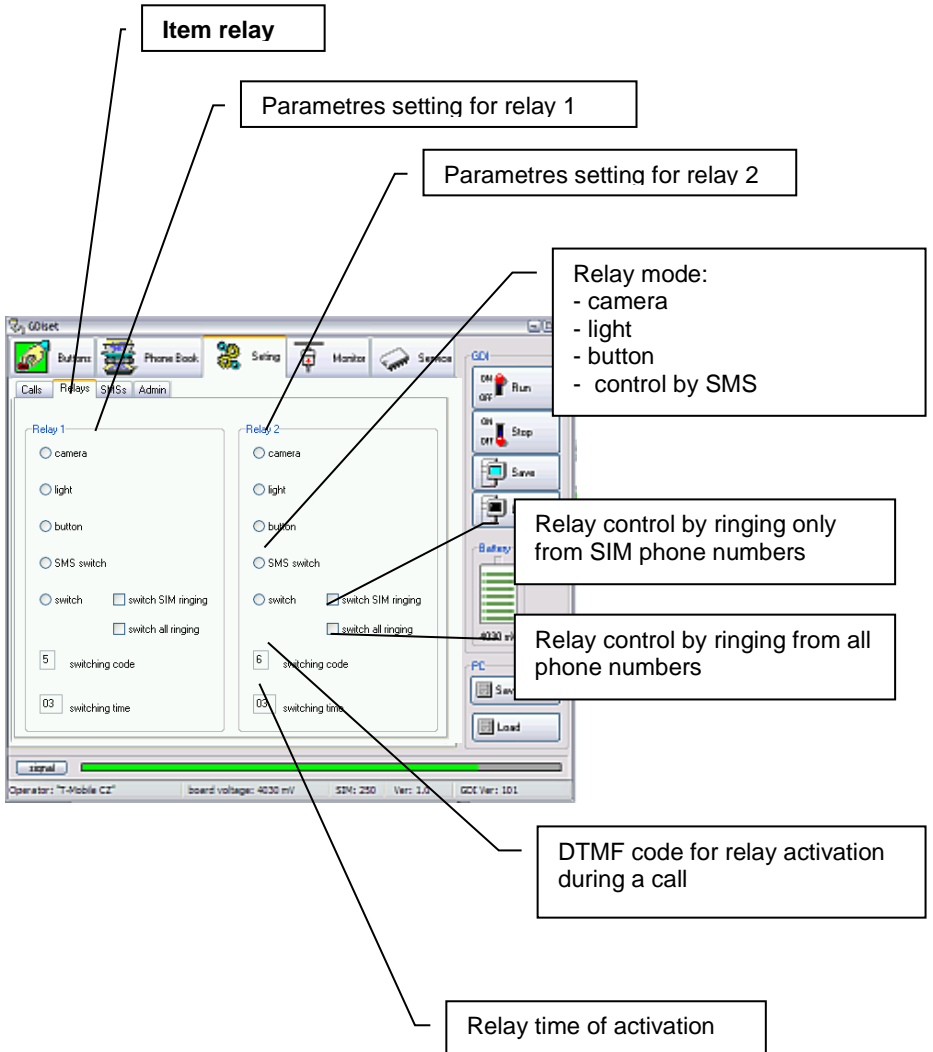 Item relay
Parametres setting for relay 1
Parametres setting for relay 2
Relay mode:
- camera
- light
- button
- control by SMS
GDIset
Buttons
Phone Book
Seting
Monitor
Service
Calls
Relays
SMSs
Admin
Relay 1
camera
light
button
SMS switch
switch
switch SIM ringing
switch all ringing
5 switching code
03 switching time
Relay 2
camera
light
button
SMS switch
switch
switch SIM ringing
switch all ringing
6 switching code
03 switching time
GDI
ON
OFF
Run
ON
OFF
Stop
Save
Battery
4030
PC
Load
Relay control by ringing only
from SIM phone numbers
Relay control by ringing from all
phone numbers
signal
Operator: "T-Mobile CZ"
board voltage: 4030 mV
SIM: 250
Ver: 1.0
GDI Ver: 101
DTMF code for relay activation
during a call
Relay time of activation